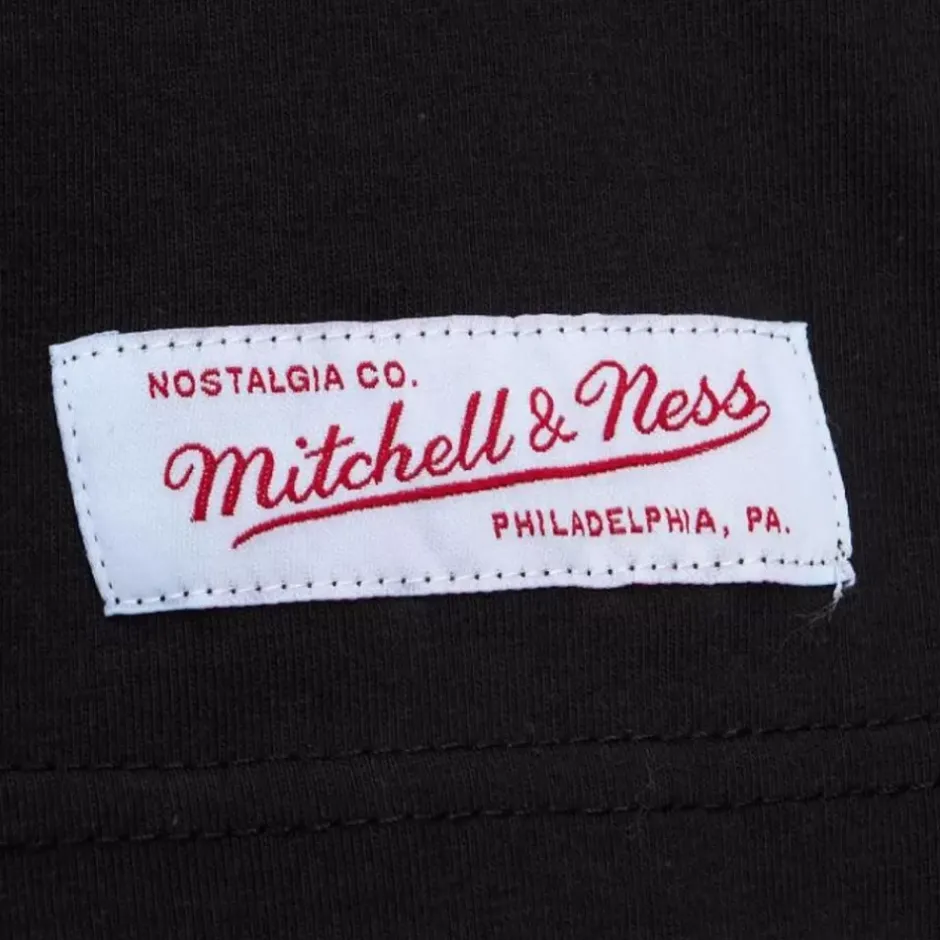 NOSTALGIA CO.
Mitchell & Ness
PHILADELPHIA, PA.